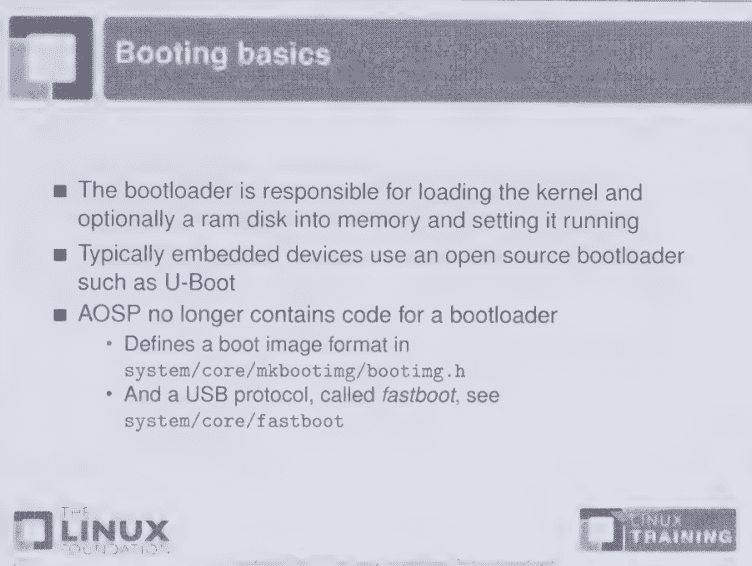 Booting basics
■ The bootloader is responsible for loading the kernel and
optionally a ram disk into memory and setting it running
■ Typically embedded devices use an open source bootloader
such as U-Boot
■ AOSP no longer contains code for a bootloader
• Defines a boot image format in
system/core/mkbootimg/bootimg.h
• And a USB protocol, called fastboot, see
system/core/fastboot
THE
LINUX
FOUNDATION
LINUX
TRAINING